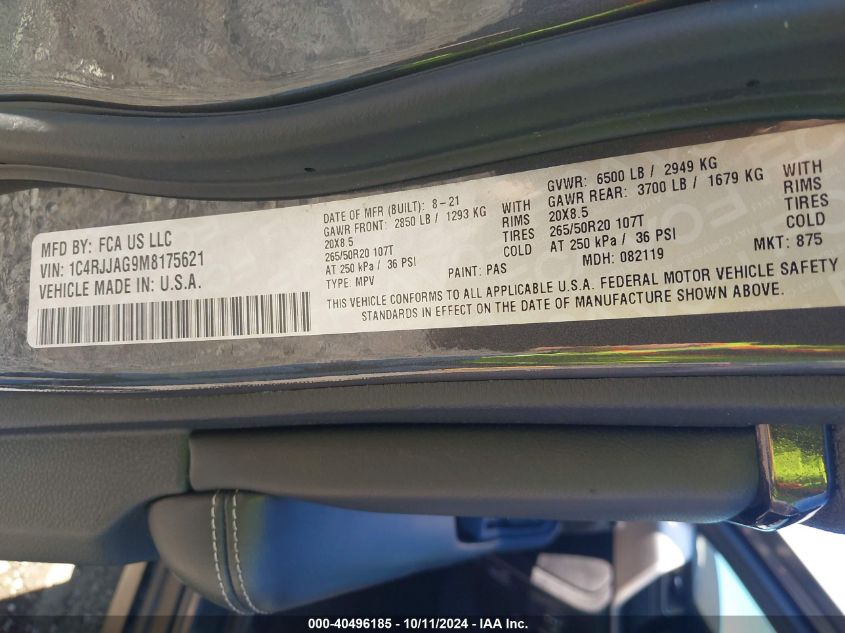 MFD BY: FCA US LLC
VIN: 1C4RJJAG9M8175621
VEHICLE MADE IN: U.S.A.
DATE OF MFR (BUILT): 8-21
GAWR FRONT: 2850 LB / 1293 KG WITH
20X8.5 RIMS
265/50R20 107T TIRES
AT 250 kPa / 36 PSI COLD
TYPE: MPV PAINT: PAS
GVWR: 6500 LB / 2949 KG
GAWR REAR: 3700 LB / 1679 KG WITH
20X8.5 RIMS
265/50R20 107T TIRES
AT 250 kPa / 36 PSI COLD
MDH: 082119 MKT: 875
THIS VEHICLE CONFORMS TO ALL APPLICABLE U.S.A. FEDERAL MOTOR VEHICLE SAFETY
STANDARDS IN EFFECT ON THE DATE OF MANUFACTURE SHOWN ABOVE.
000-40496185 - 10/11/2024 - IAA Inc.